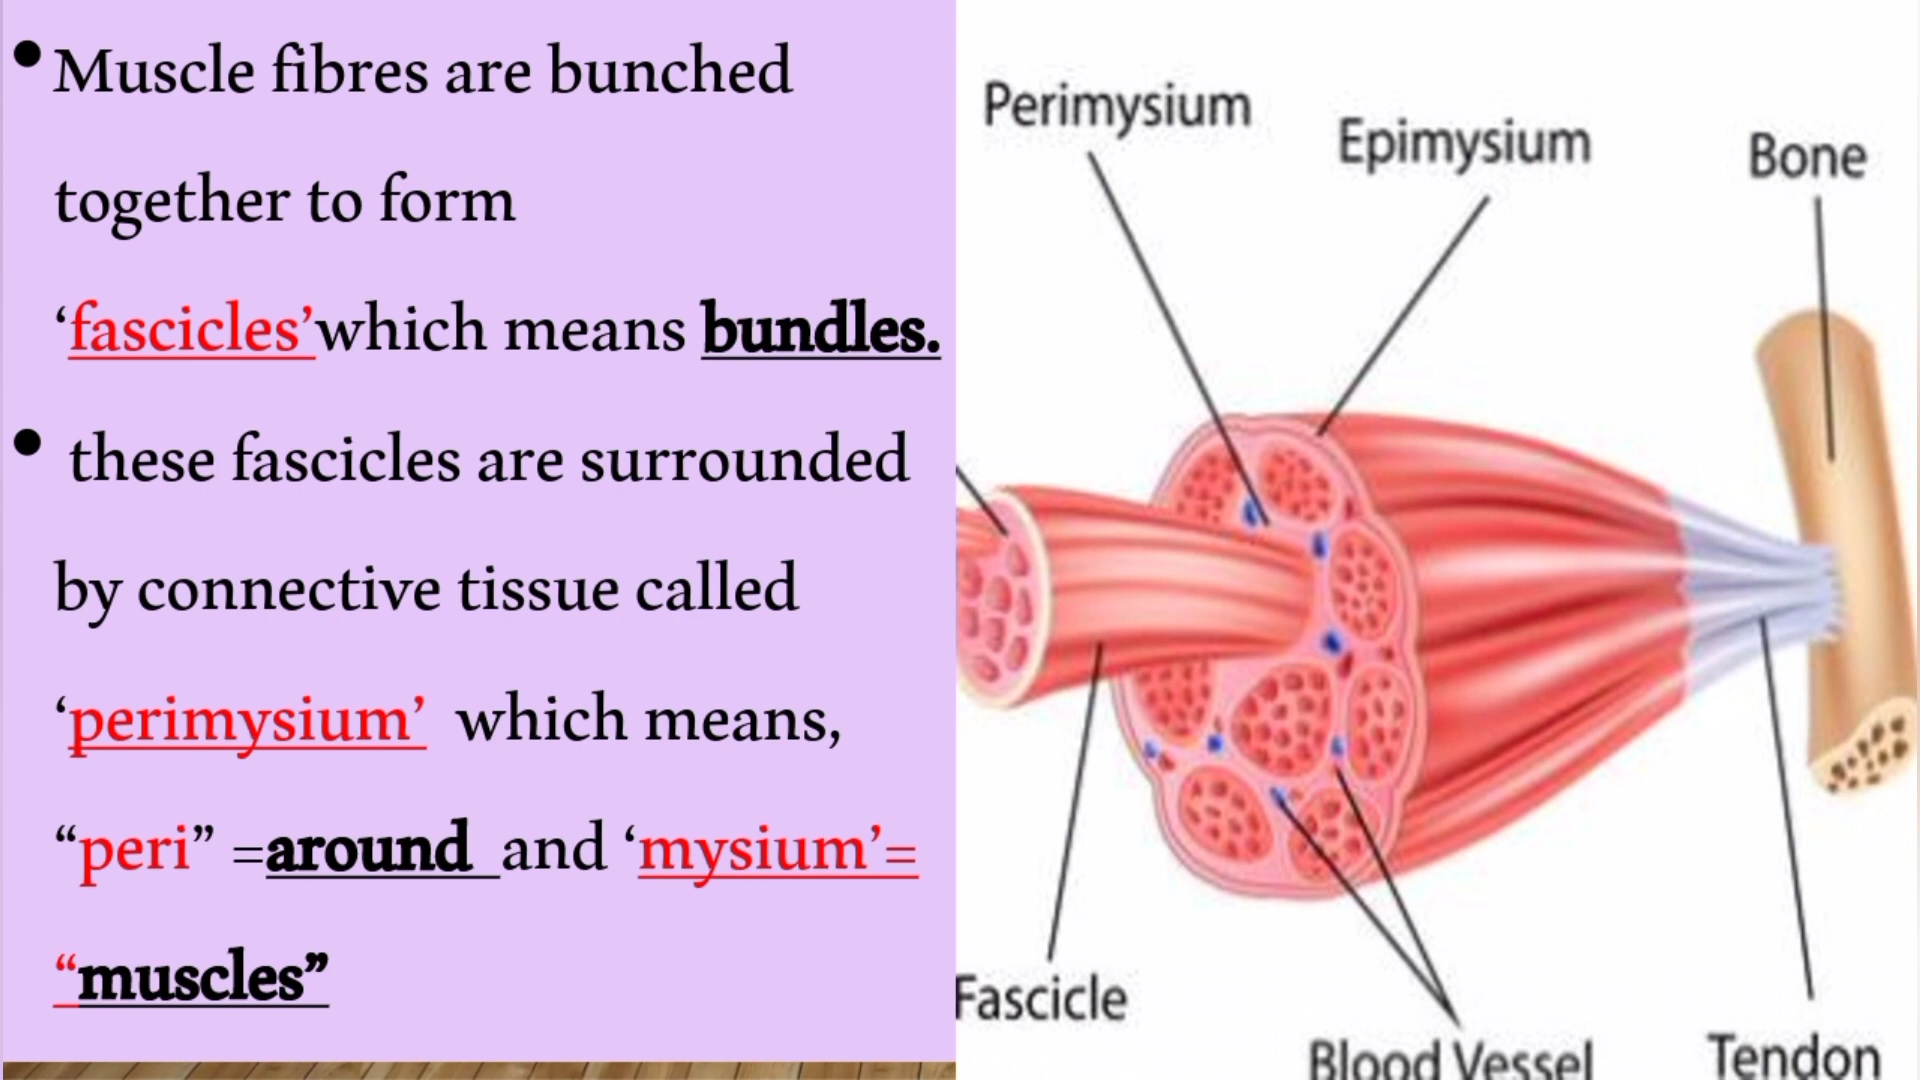 • Muscle fibres are bunched
together to form
‘fascicles’which means bundles.
• these fascicles are surrounded
by connective tissue called
‘perimysium’ which means,
“peri” =around and ‘mysium’=
“muscles”
Perimysium
Epimysium
Bone
Fascicle
Blood Vessel
Tendon